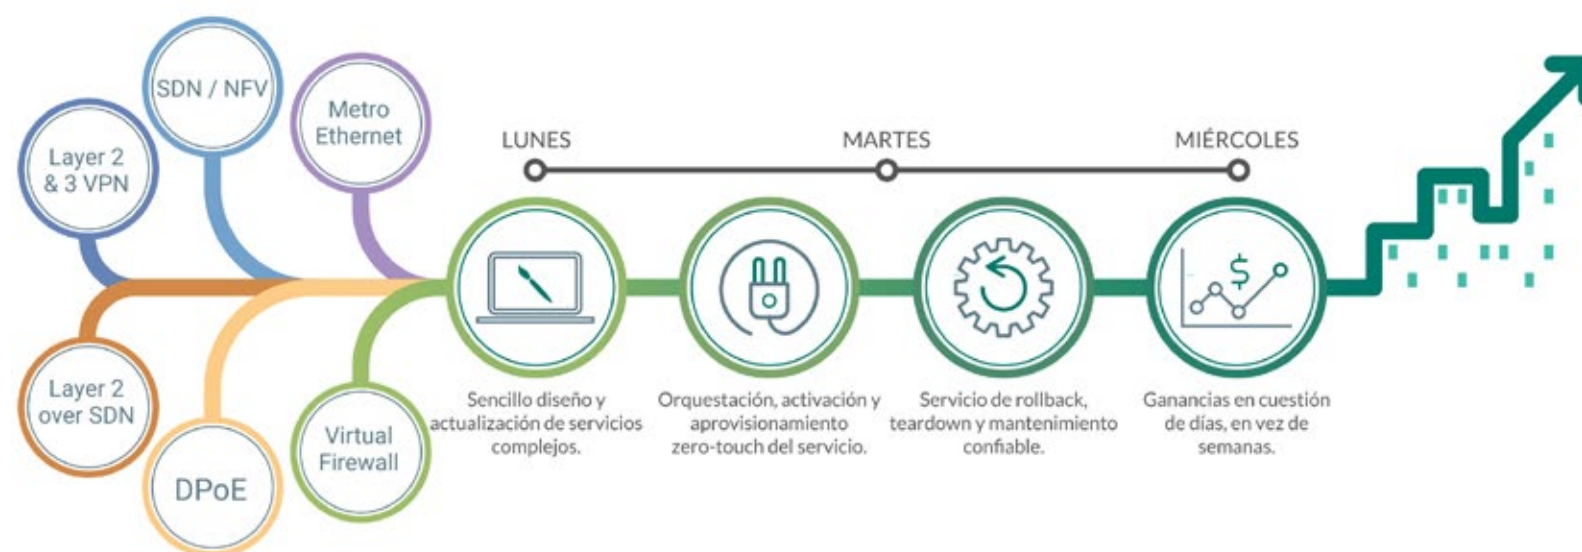 SDN / NFV
Metro
Ethernet
Layer 2
& 3 VPN
Layer 2
over SDN
DPoE
Virtual
Firewall
LUNES
MARTES
MIÉRCOLES
$
Sencillo diseño y
actualización de servicios
complejos.
Orquestación, activación y
aprovisionamiento
zero-touch del servicio.
Servicio de rollback,
teardown y mantenimiento
confiable.
Ganancias en cuestión
de días, en vez de
semanas.